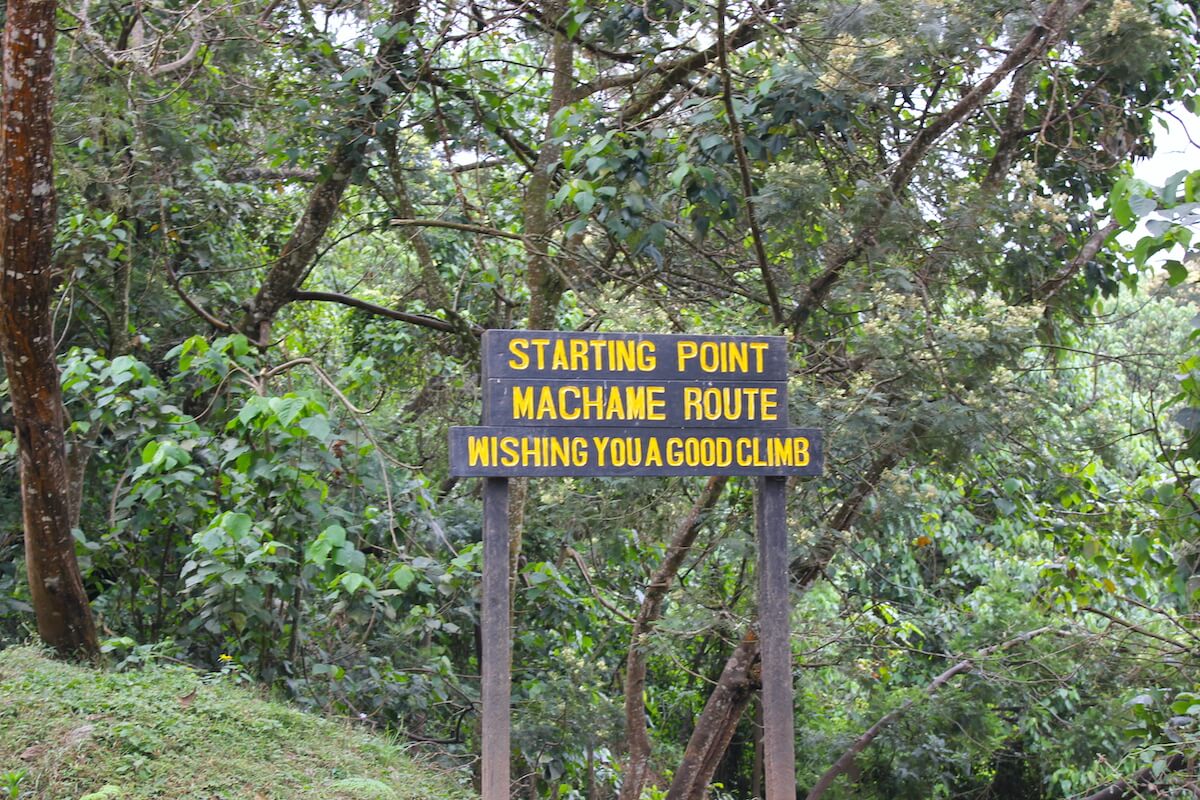 STARTING POINT
MACHAME ROUTE
WISHING YOU A GOOD CLIMB